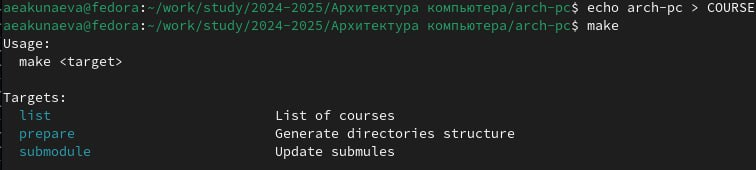 aeakunaeva@fedora:~/work/study/2024-2025/Архитектура компьютера/arch-pc$ echo arch-pc > COURSE
aeakunaeva@fedora:~/work/study/2024-2025/Архитектура компьютера/arch-pc$ make
Usage:
  make <target>
Targets:
  list                            List of courses
  prepare                         Generate directories structure
  submodule                       Update submules